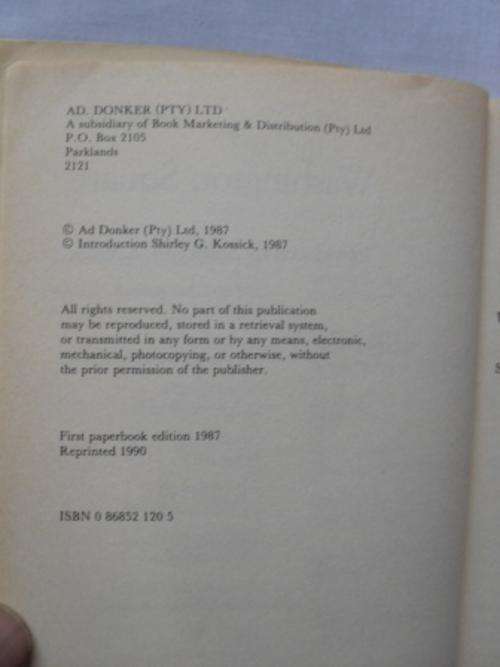 AD. DONKER (PTY) LTD
A subsidiary of Book Marketing & Distribution (Pty) Ltd
P.O. Box 2105
Parklands
2121
© Ad Donker (Pty) Ltd, 1987
© Introduction Shirley G. Kossick, 1987
All rights reserved. No part of this publication
may be reproduced, stored in a retrieval system,
or transmitted in any form or by any means, electronic,
mechanical, photocopying, or otherwise, without
the prior permission of the publisher.
First paperbook edition 1987
Reprinted 1990
ISBN 0 86852 120 5